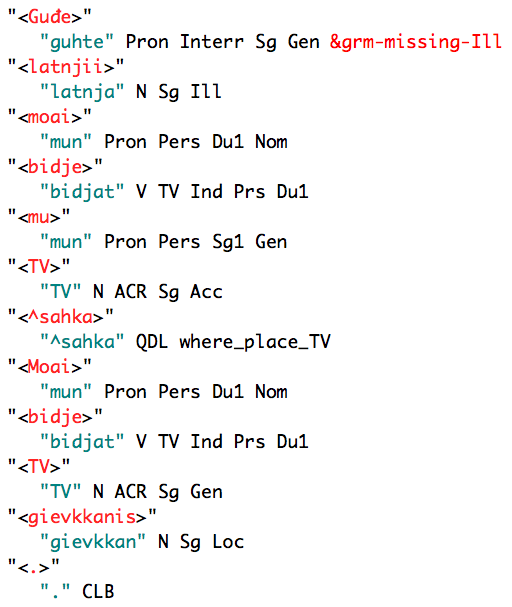 "<Guđe>"
"guhte" Pron Interr Sg Gen &grm-missing-Ill
"<latnjii>"
"latnja" N Sg Ill
"<moai>"
"mun" Pron Pers Du1 Nom
"<bidje>"
"bidjat" V TV Ind Prs Du1
"<mu>"
"mun" Pron Pers Sg1 Gen
"<TV>"
"TV" N ACR Sg Acc
"<^sahka>"
"^sahka" QDL where_place_TV
"<Moai>"
"mun" Pron Pers Du1 Nom
"<bidje>"
"bidjat" V TV Ind Prs Du1
"<TV>"
"TV" N ACR Sg Gen
"<gievkkanis>"
"gievkkan" N Sg Loc
"<.>"
"." CLB